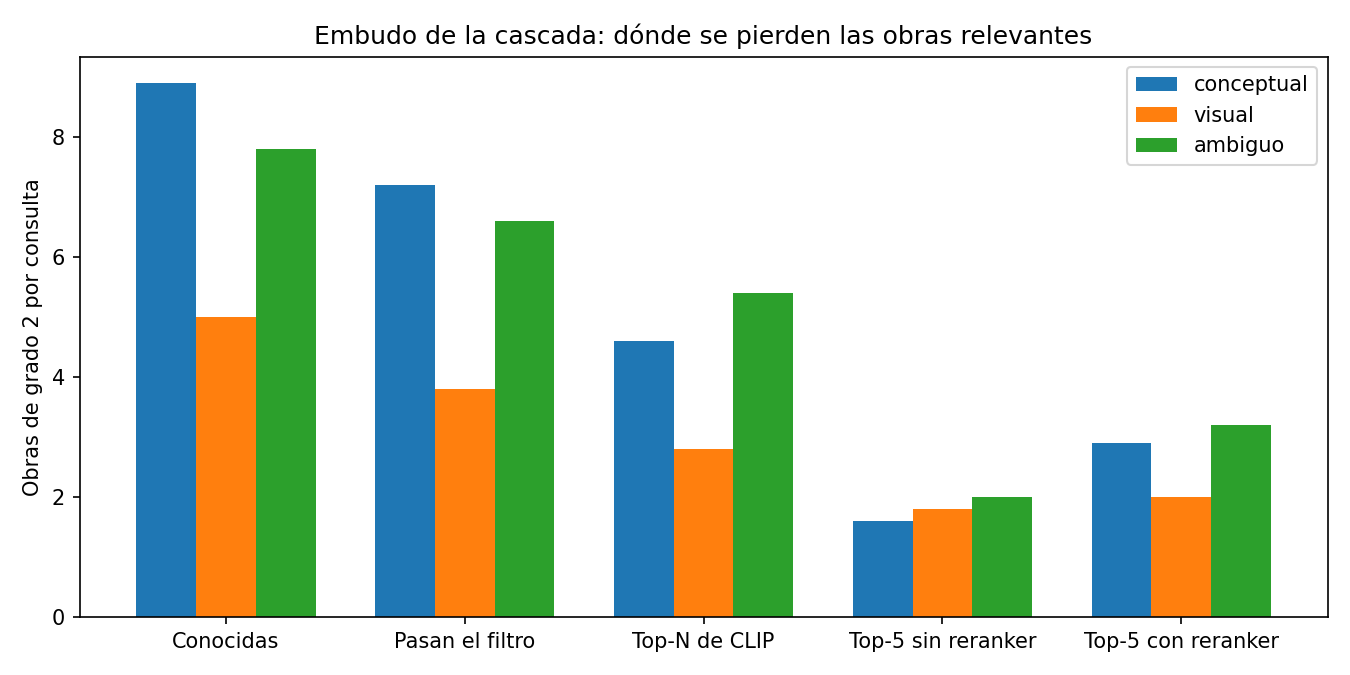 Embudo de la cascada: dónde se pierden las obras relevantes
conceptual
visual
ambiguo
Obras de grado 2 por consulta
8
6
4
2
0
Conocidas
Pasan el filtro
Top-N de CLIP
Top-5 sin reranker
Top-5 con reranker